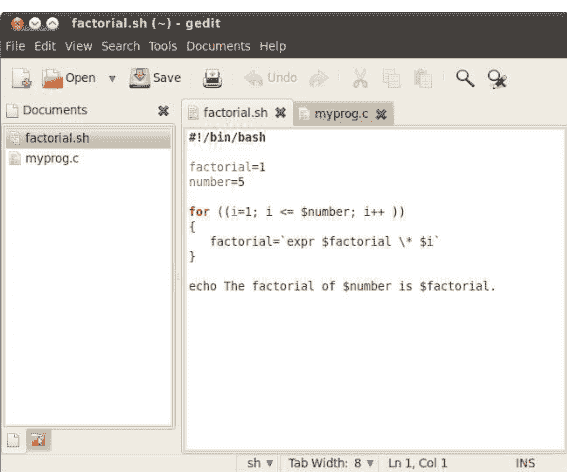 factorial.sh (~) - gedit
File Edit View Search Tools Documents Help
Open Save Undo
Documents
factorial.sh
myprog.c
factorial.sh myprog.c
#!/bin/bash
factorial=1
number=5
for ((i=1; i <= $number; i++ ))
{
factorial=`expr $factorial \* $i`
}
echo The factorial of $number is $factorial.
sh Tab Width: 8 Ln 1, Col 1 INS